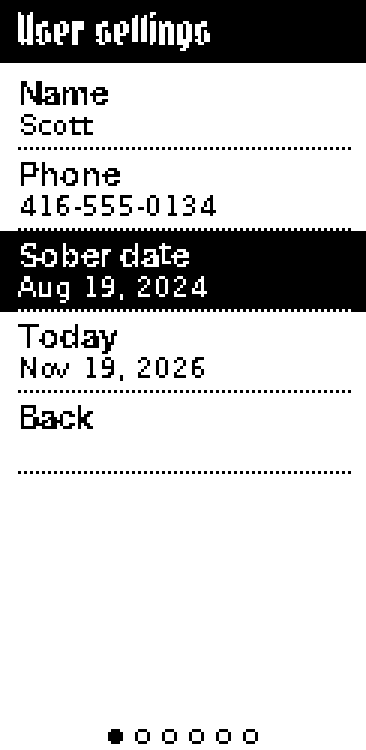 User settings
Name
Scott
Phone
416-555-0134
Sober date
Aug 19, 2024
Today
Nov 19, 2026
Back